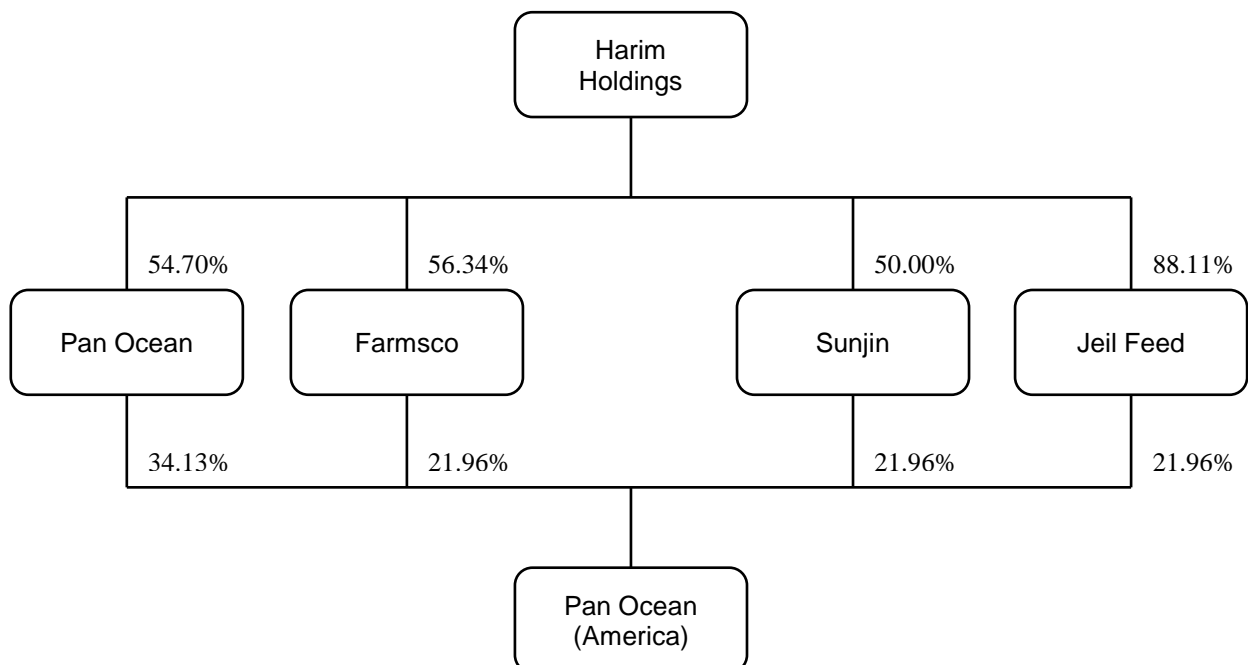 Harim
Holdings
54.70%
56.34%
50.00%
88.11%
Pan Ocean
Farmsco
Sunjin
Jeil Feed
34.13%
21.96%
21.96%
21.96%
Pan Ocean
(America)